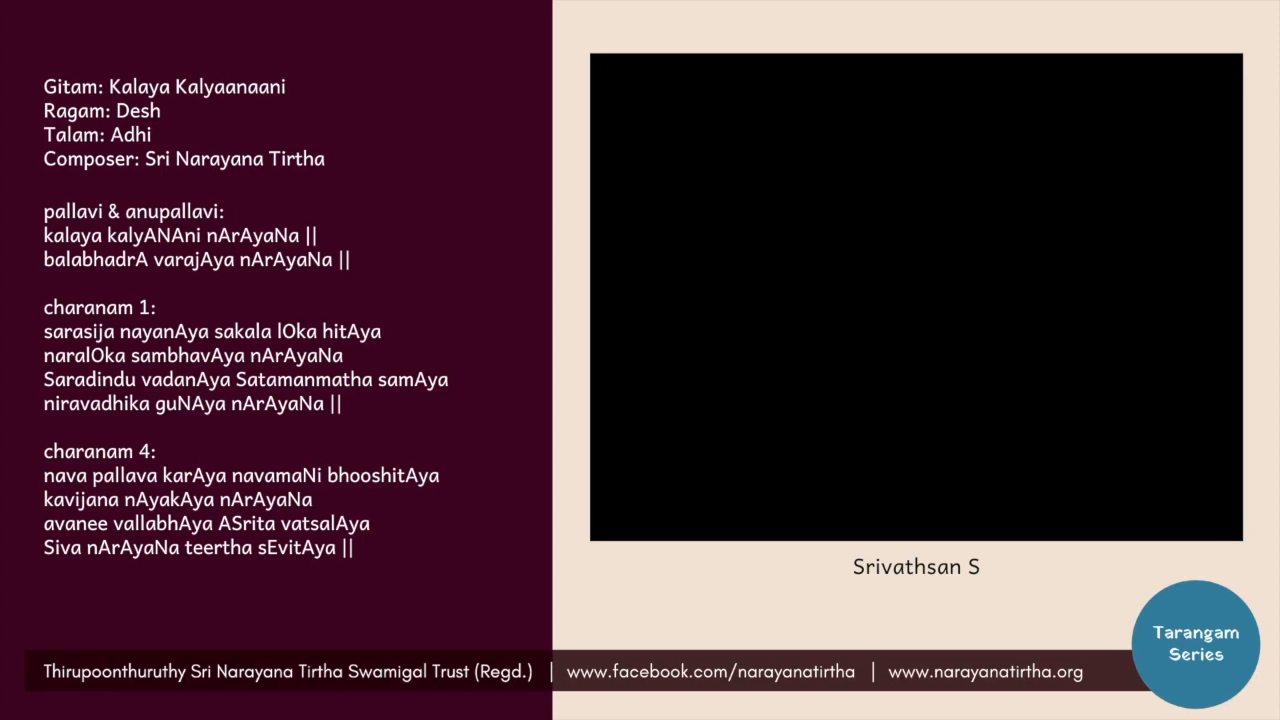 Gitam: Kalaya Kalyaanaani
Ragam: Desh
Talam: Adhi
Composer: Sri Narayana Tirtha
pallavi & anupallavi:
kalaya kalyANAni nArAyaNa ||
balabhadrA varajAya nArAyaNa ||
charanam 1:
sarasija nayanAya sakala lOka hitAya
naralOka sambhavAya nArAyaNa
Saradindu vadanAya Satamanmatha samAya
niravadhika guNAya nArAyaNa ||
charanam 4:
nava pallava karAya navamaNi bhooshitAya
kavijana nAyakAya nArAyaNa
avanee vallabhAya ASrita vatsalAya
Siva nArAyaNa teertha sEvitAya ||
Srivathsan S
Tarangam
Series
Thirupoonthuruthy Sri Narayana Tirtha Swamigal Trust (Regd.) | www.facebook.com/narayanatirtha | www.narayanatirtha.org